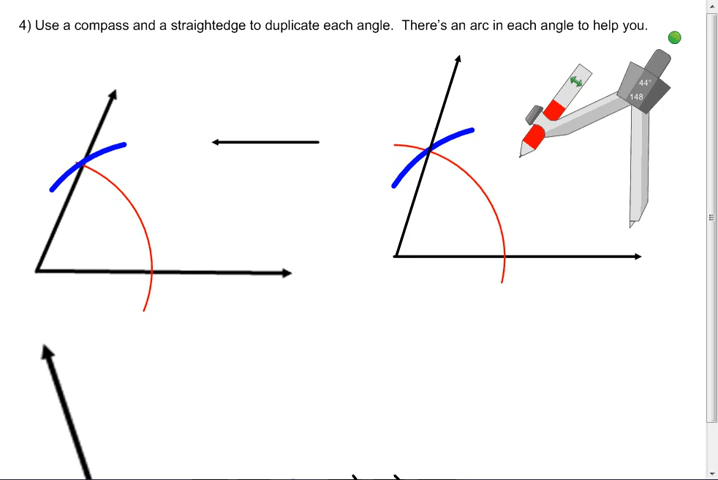 4) Use a compass and a straightedge to duplicate each angle.  There's an arc in each angle to help you.
44°
148